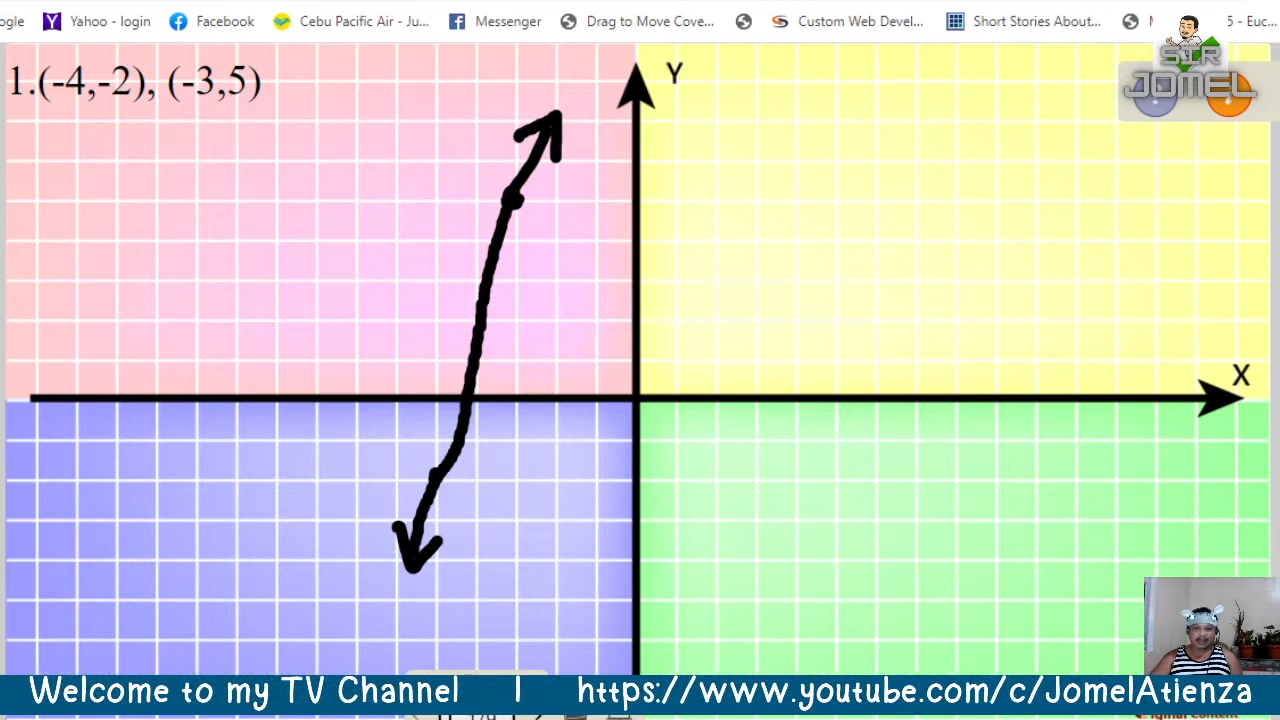 Yahoo - login Facebook Cebu Pacific Air - Ju... Messenger Drag to Move Cove... Custom Web Devel... Short Stories About... 5 - Euc...
SIR
JOMEL
1.(-4,-2), (-3,5)
Y
X
Welcome to my TV Channel | https://www.youtube.com/c/JomelAtienza